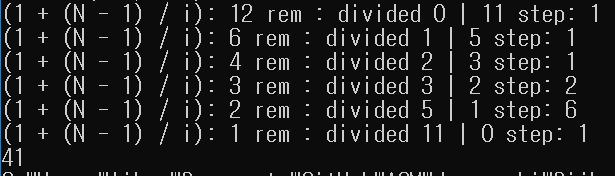 (1 + (N - 1) / i): 12 rem : divided 0 | 11 step: 1
(1 + (N - 1) / i): 6 rem : divided 1 | 5 step: 1
(1 + (N - 1) / i): 4 rem : divided 2 | 3 step: 1
(1 + (N - 1) / i): 3 rem : divided 3 | 2 step: 2
(1 + (N - 1) / i): 2 rem : divided 5 | 1 step: 6
(1 + (N - 1) / i): 1 rem : divided 11 | 0 step: 1
41